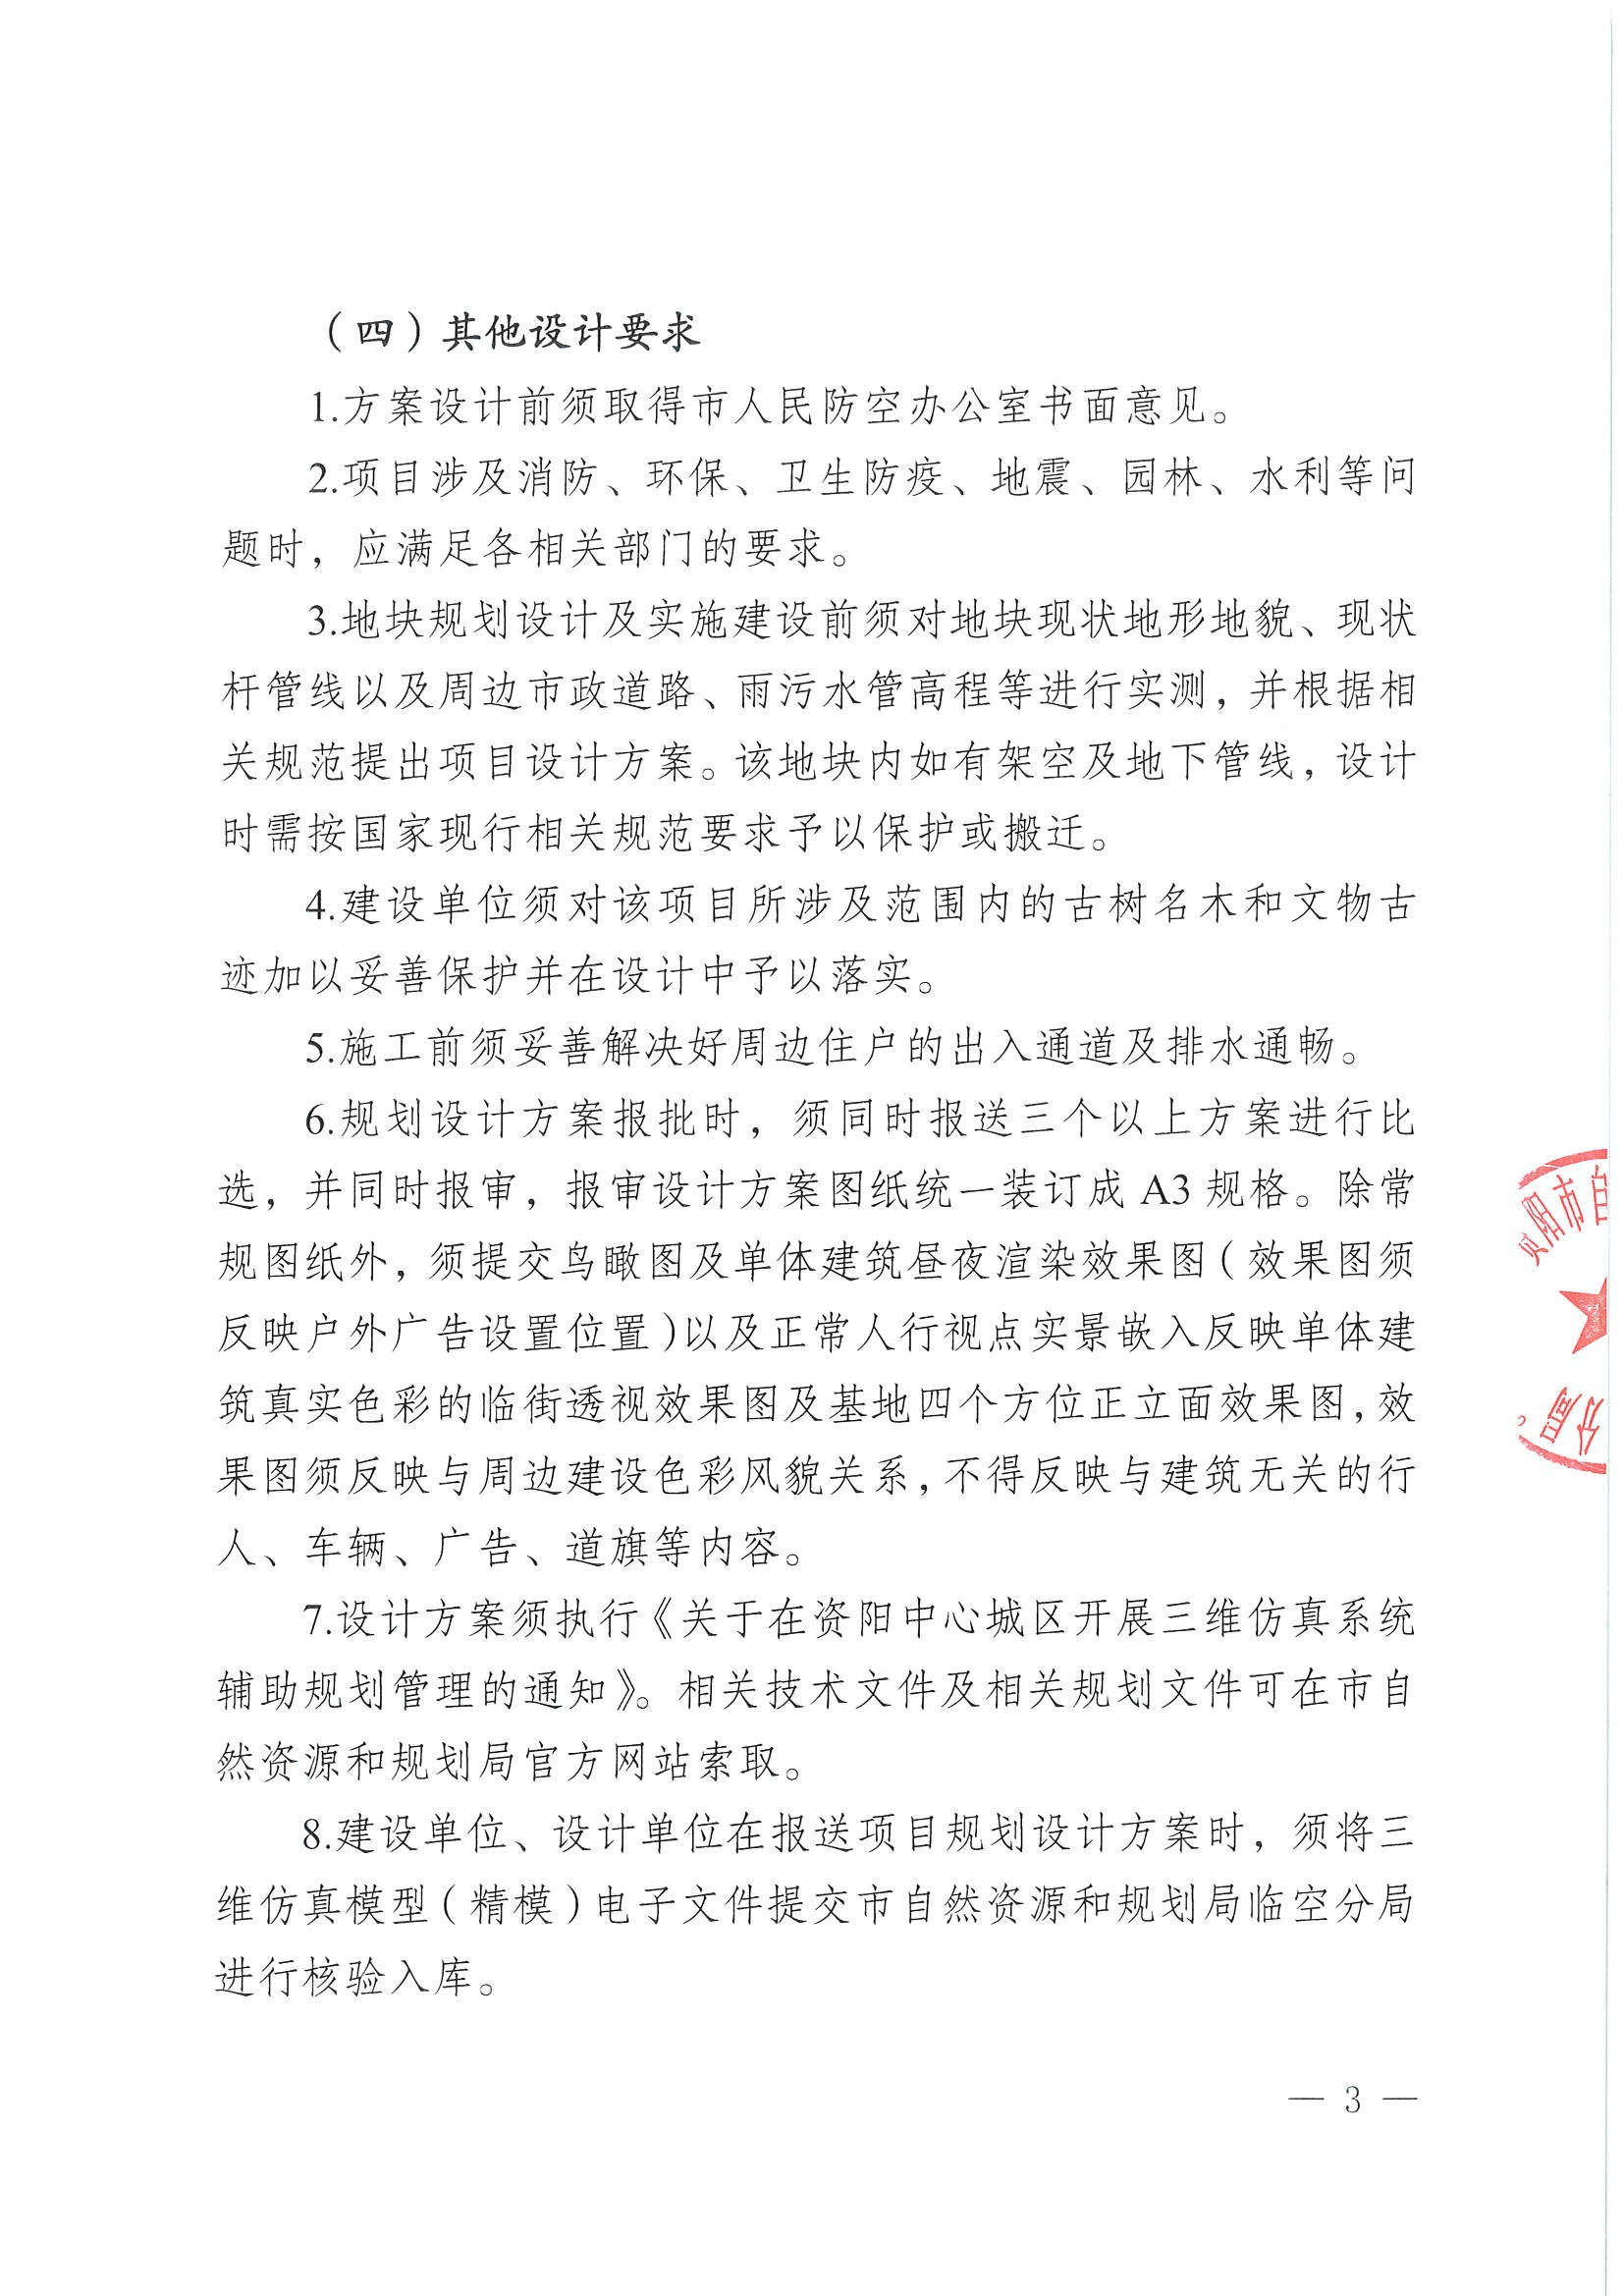 （四）其他设计要求
1.方案设计前须取得市人民防空办公室书面意见。
2.项目涉及消防、环保、卫生防疫、地震、园林、水利等问
题时，应满足各相关部门的要求。
3.地块规划设计及实施建设前须对地块现状地形地貌、现状
杆管线以及周边市政道路、雨污水管高程等进行实测，并根据相
关规范提出项目设计方案。该地块内如有架空及地下管线，设计
时需按国家现行相关规范要求予以保护或搬迁。
4.建设单位须对该项目所涉及范围内的古树名木和文物古
迹加以妥善保护并在设计中予以落实。
5.施工前须妥善解决好周边住户的出入通道及排水通畅。
6.规划设计方案报批时，须同时报送三个以上方案进行比
选，并同时报审，报审设计方案图纸统一装订成 A3 规格。除常
规图纸外，须提交鸟瞰图及单体建筑昼夜渲染效果图（效果图须
反映户外广告设置位置）以及正常人行视点实景嵌入反映单体建
筑真实色彩的临街透视效果图及基地四个方位正立面效果图，效
果图须反映与周边建设色彩风貌关系，不得反映与建筑无关的行
人、车辆、广告、道旗等内容。
7.设计方案须执行《关于在资阳中心城区开展三维仿真系统
辅助规划管理的通知》。相关技术文件及相关规划文件可在市自
然资源和规划局官方网站索取。
8.建设单位、设计单位在报送项目规划设计方案时，须将三
维仿真模型（精模）电子文件提交市自然资源和规划局临空分局
进行核验入库。
— 3 —
阳市自
分局